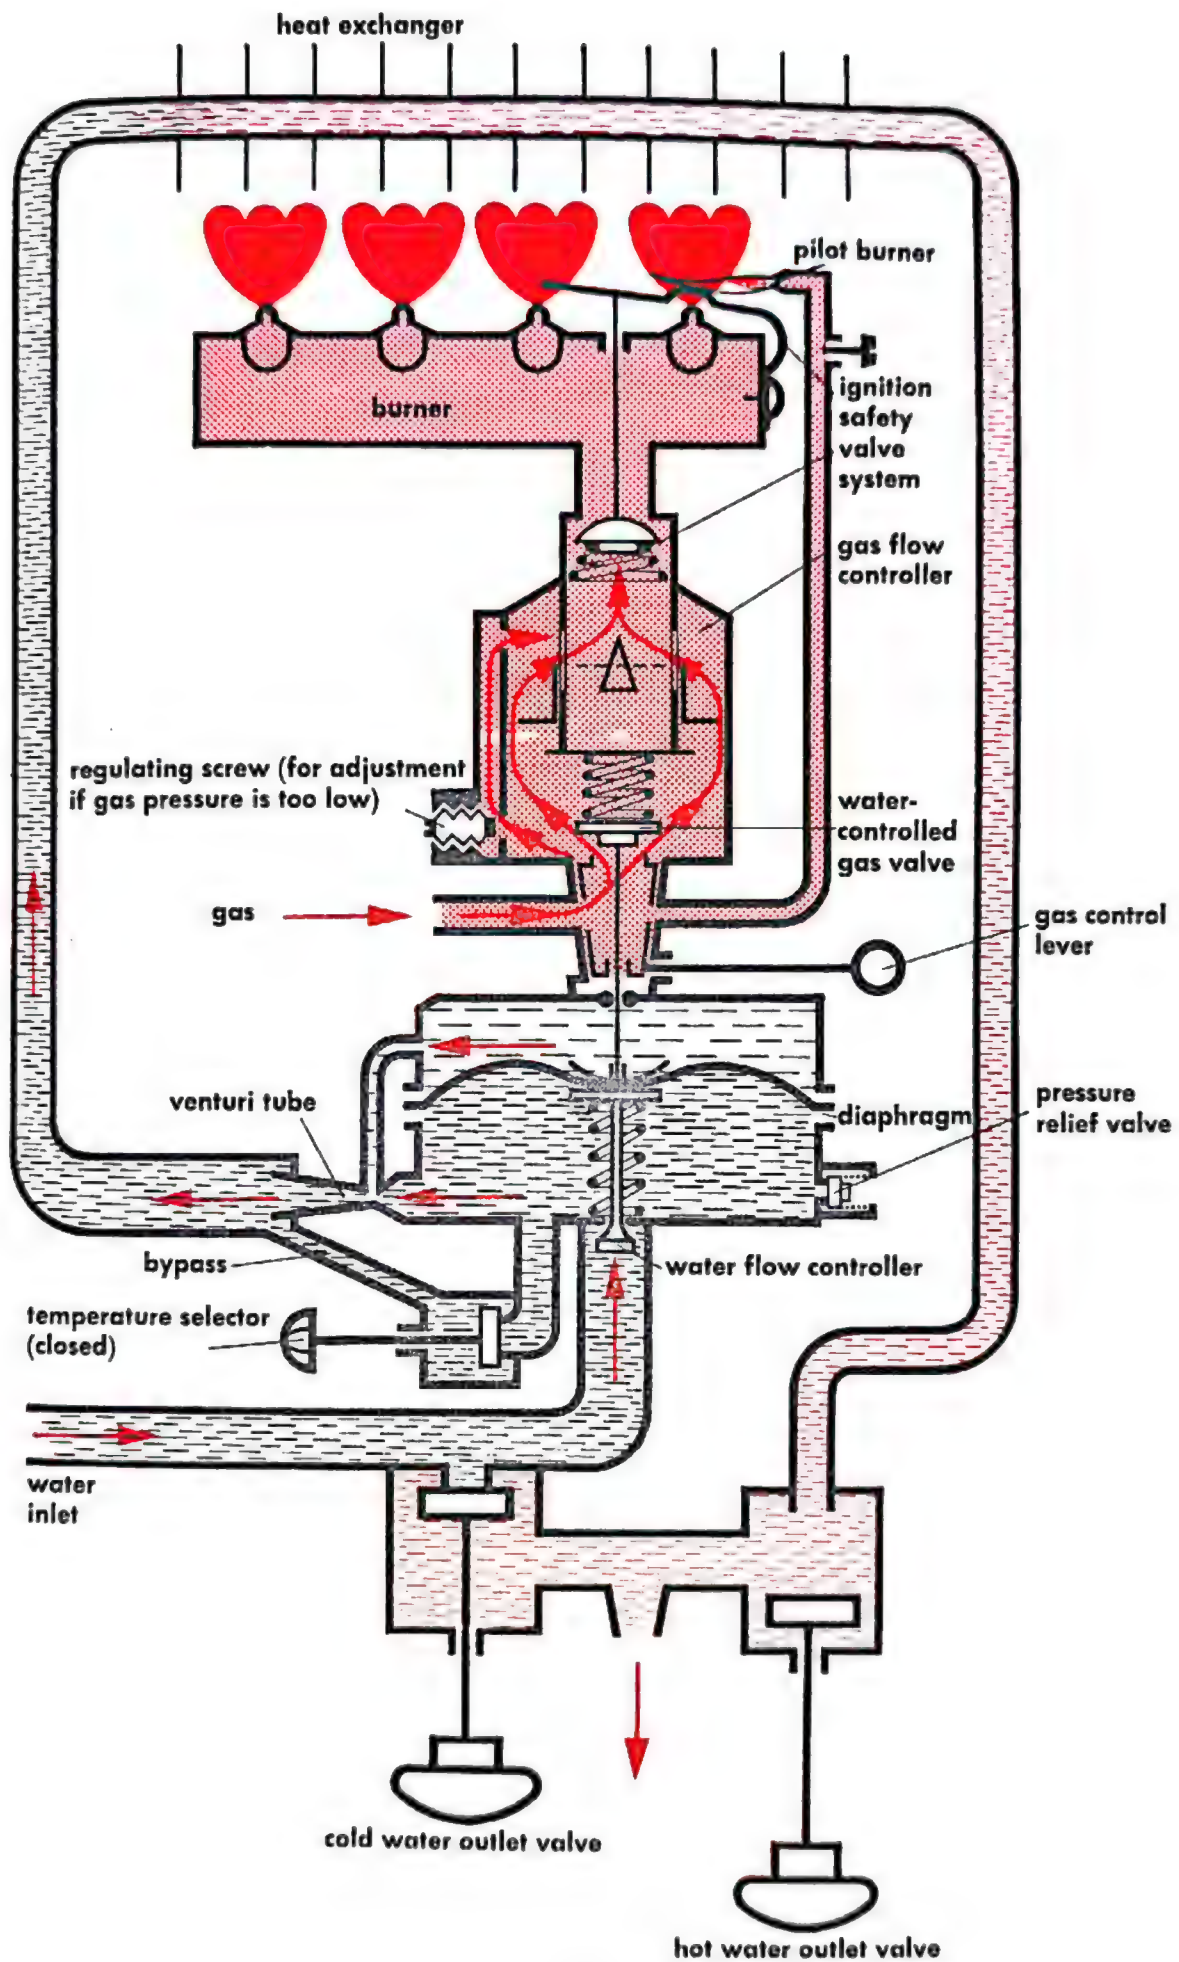 heat exchanger
pilot burner
ignition
safety
valve
system
burner
gas flow
controller
regulating screw (for adjustment
if gas pressure is too low)
water-
controlled
gas valve
gas
gas control
lever
venturi tube
diaphragm
pressure
relief valve
bypass
water flow controller
temperature selector
(closed)
water
inlet
cold water outlet valve
hot water outlet valve